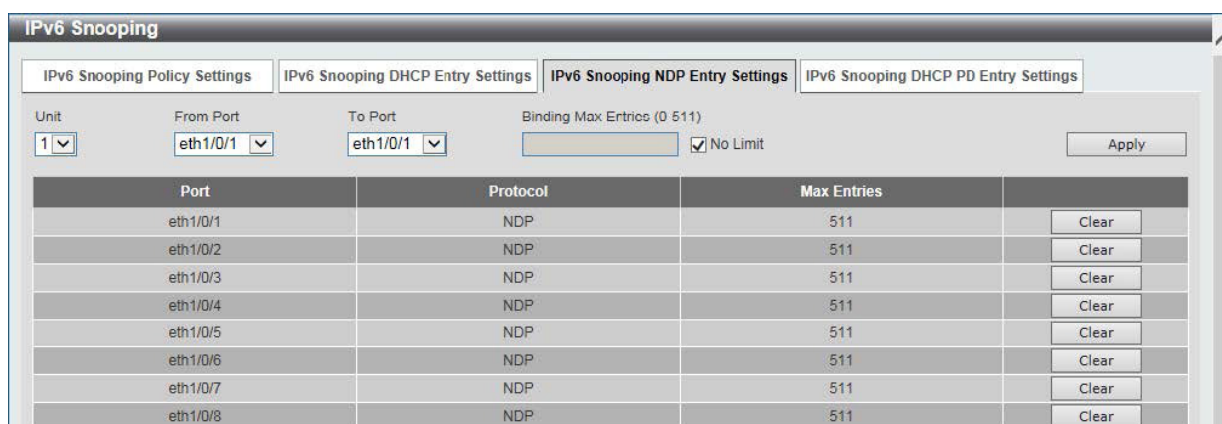 IPv6 Snooping
IPv6 Snooping Policy Settings IPv6 Snooping DHCP Entry Settings IPv6 Snooping NDP Entry Settings IPv6 Snooping DHCP PD Entry Settings
Unit From Port To Port Binding Max Entries (0-511)
1 eth1/0/1 eth1/0/1 No Limit Apply
Port Protocol Max Entries
eth1/0/1 NDP 511 Clear
eth1/0/2 NDP 511 Clear
eth1/0/3 NDP 511 Clear
eth1/0/4 NDP 511 Clear
eth1/0/5 NDP 511 Clear
eth1/0/6 NDP 511 Clear
eth1/0/7 NDP 511 Clear
eth1/0/8 NDP 511 Clear